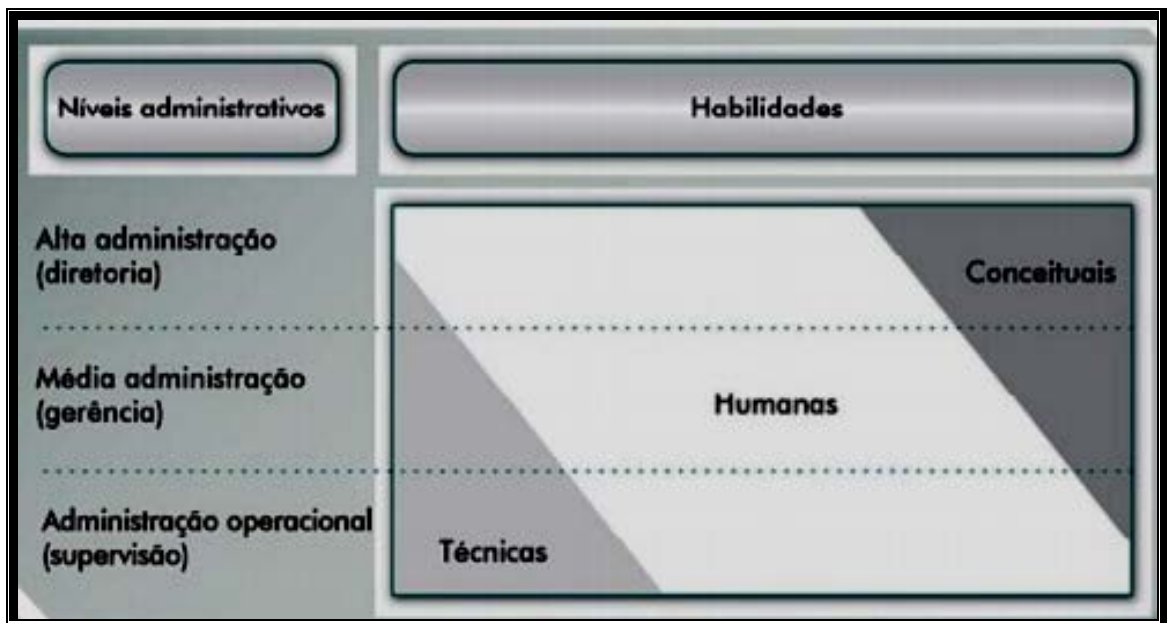 Níveis administrativos
Habilidades
Alta administração
(diretoria)
Conceituais
Média administração
(gerência)
Humanas
Administração operacional
(supervisão)
Técnicas